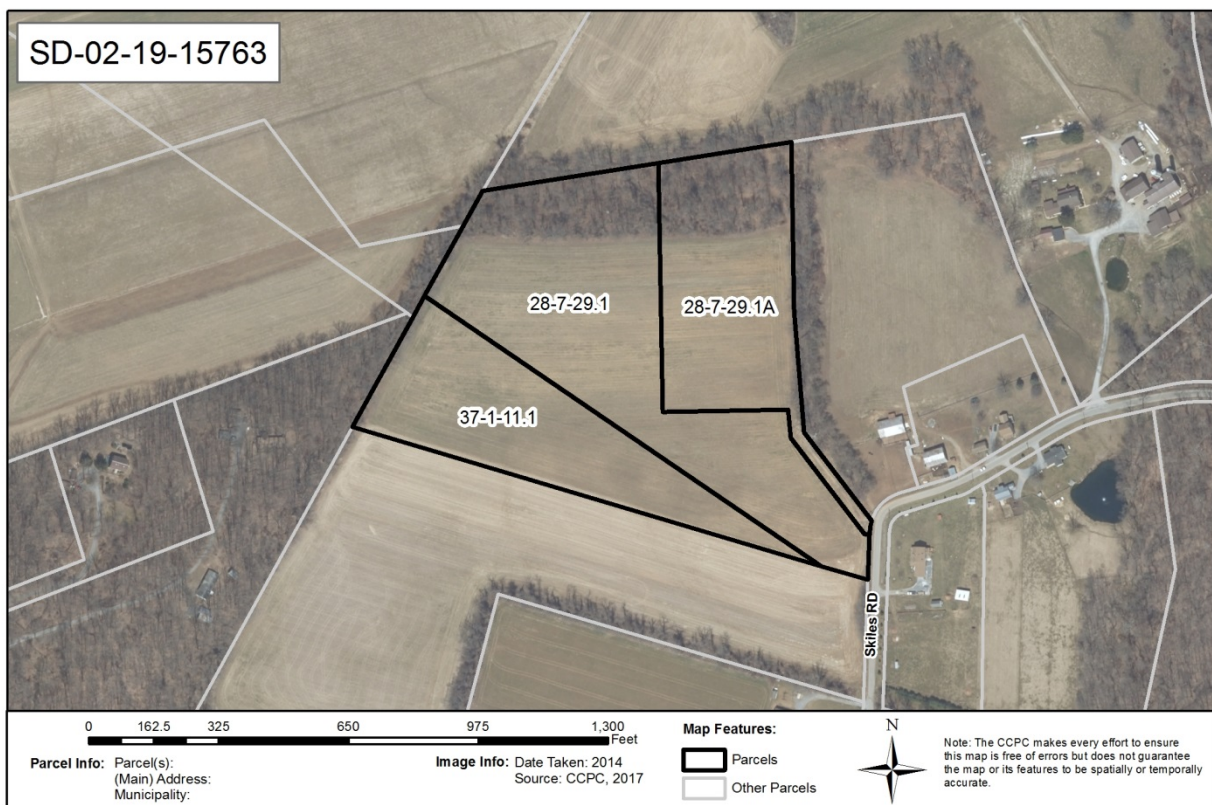 SD-02-19-15763
28-7-29.1
28-7-29.1A
37-1-11.1
Skiles RD
0 162.5 325 650 975 1,300
Feet
Parcel Info: Parcel(s):
(Main) Address:
Municipality:
Image Info: Date Taken: 2014
Source: CCPC, 2017
Map Features:
Parcels
Other Parcels
N
Note: The CCPC makes every effort to ensure
this map is free of errors but does not guarantee
the map or its features to be spatially or temporally
accurate.